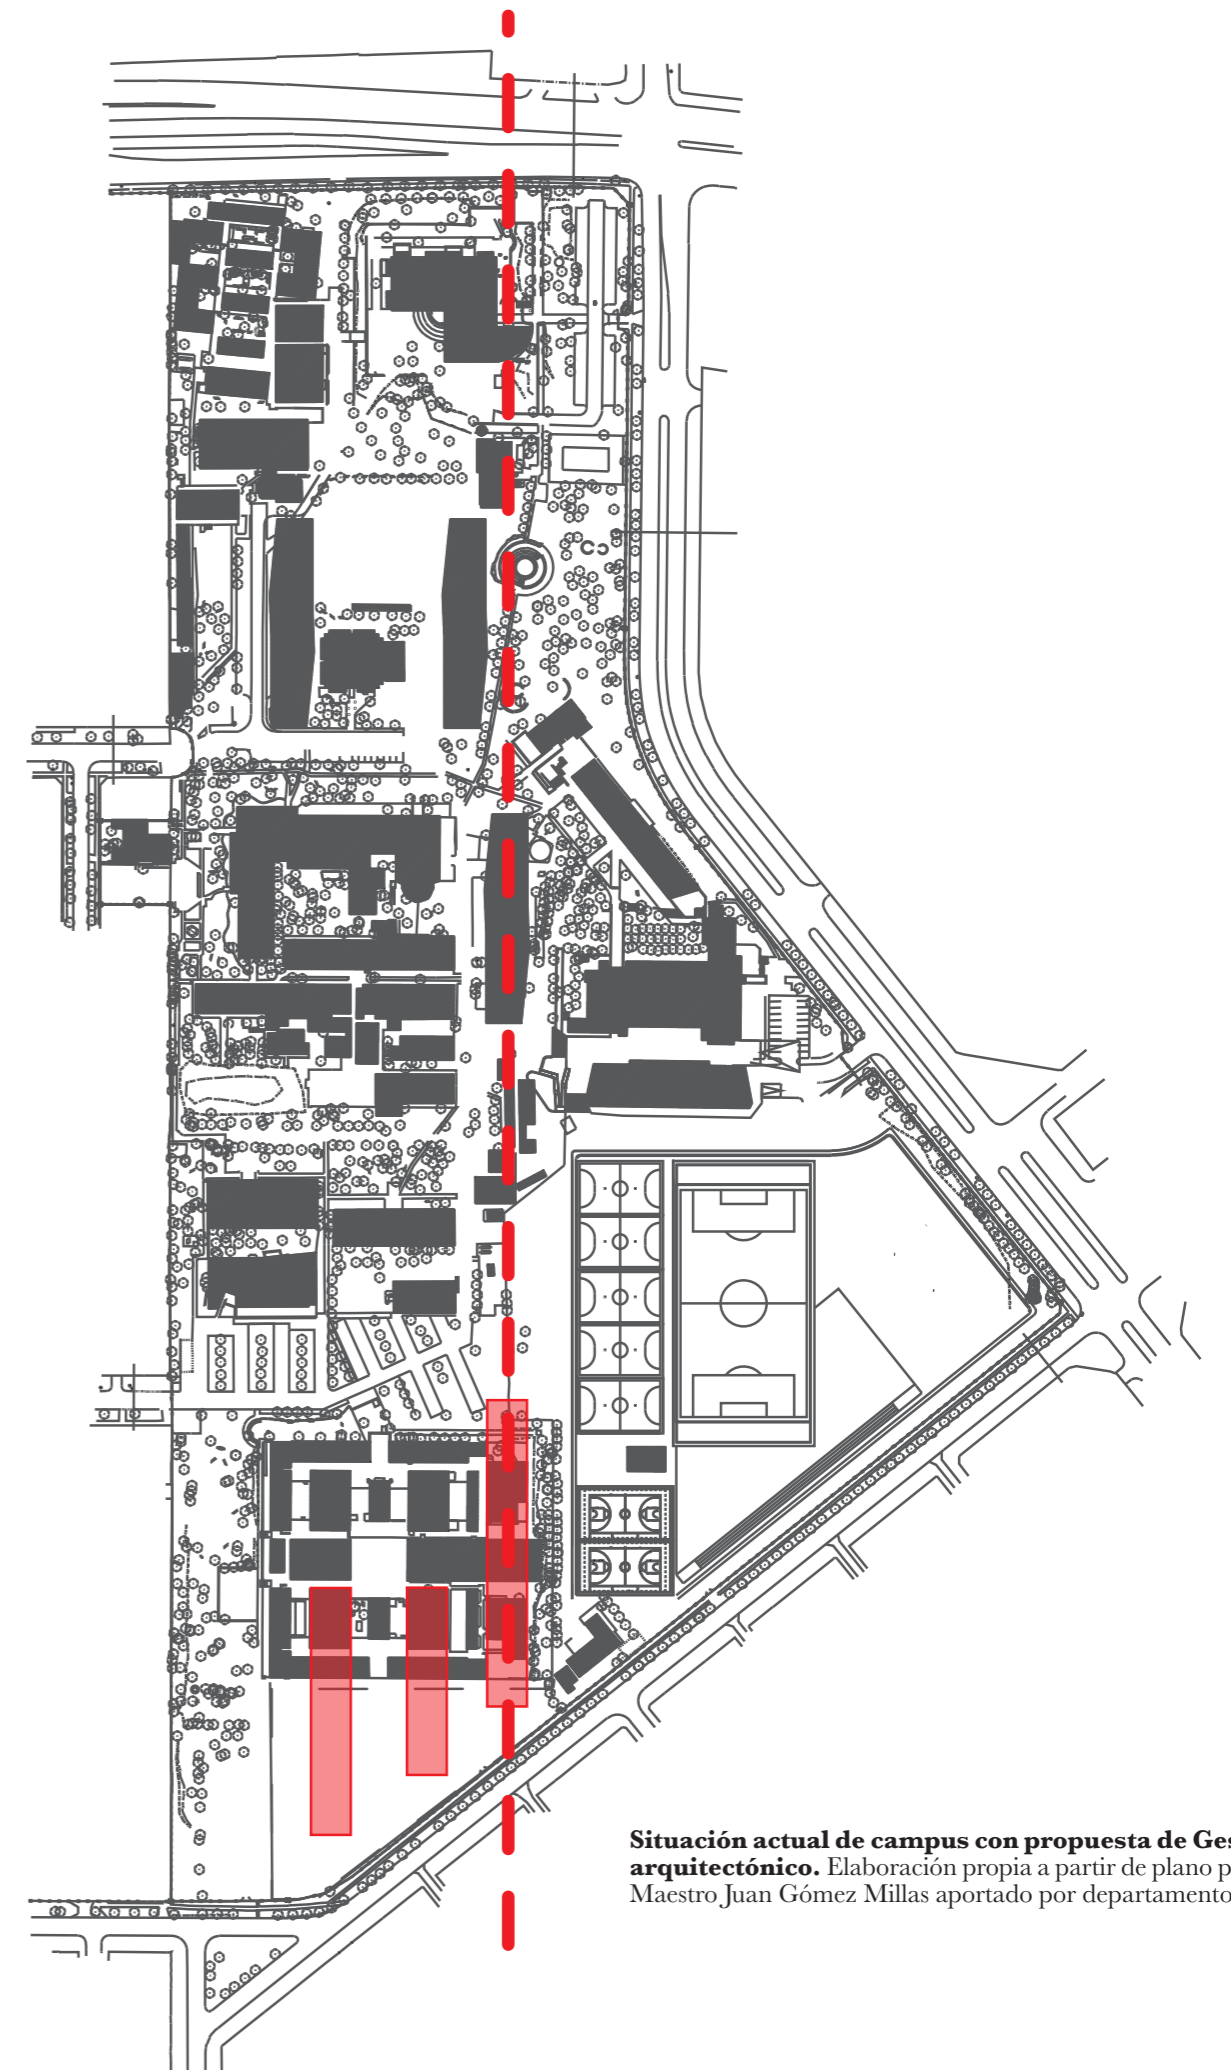 Situación actual de campus con propuesta de
arquitectónico. Elaboración propia a partir de plano
Maestro Juan Gómez Millas aportado por departamento